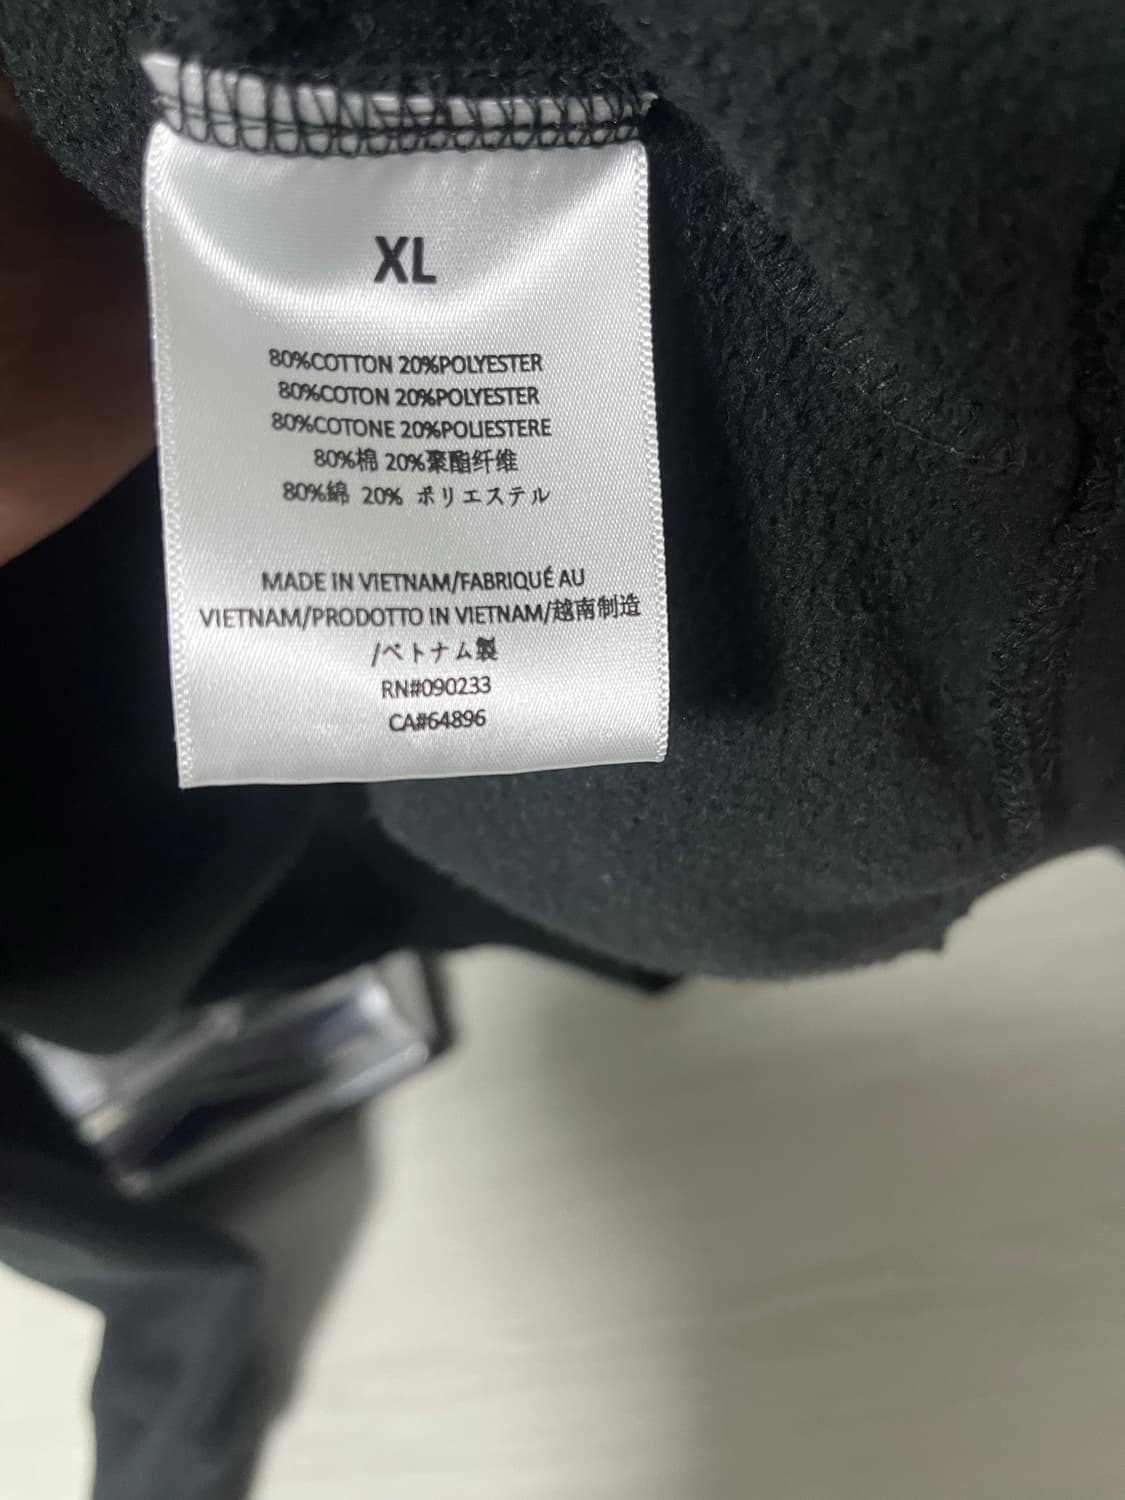 XL
80%COTTON 20%POLYESTER
80%COTON 20%POLYESTER
80%COTONE 20%POLIESTERE
80%棉 20%聚酯纤维
80%綿 20% ポリエステル
MADE IN VIETNAM/FABRIQUÉ AU
VIETNAM/PRODOTTO IN VIETNAM/越南制造
/ベトナム製
RN#090233
CA#64896